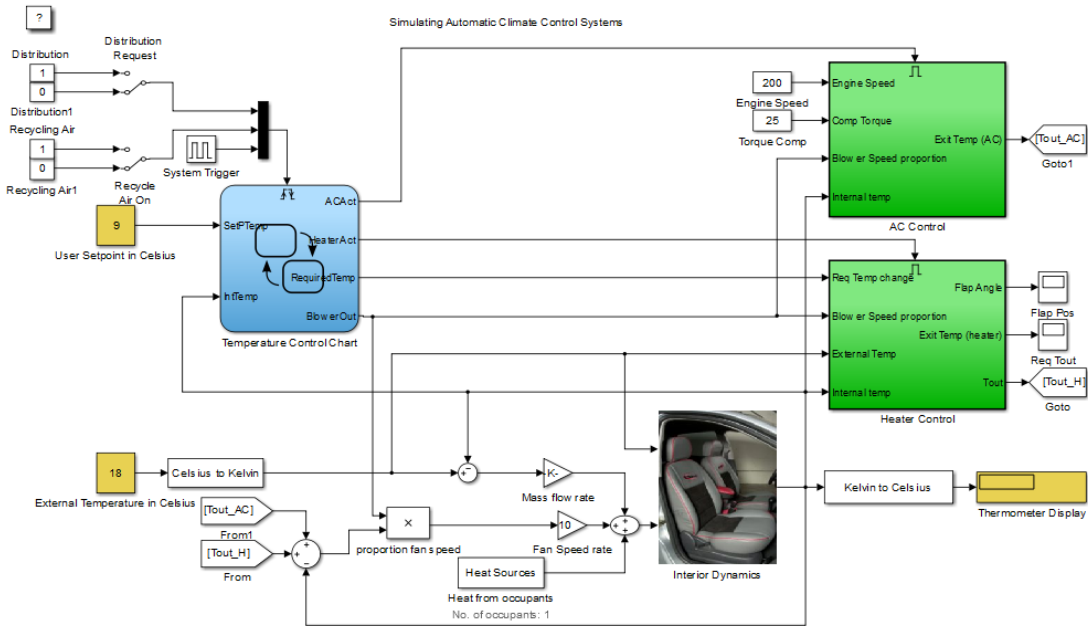 Simulating Automatic Climate Control Systems
?
Distribution
1
0
Distribution1
Distribution
Request
Recycling Air
1
0
Recycling Air1
Recycle
Air On
System Trigger
9
User Setpoint in Celsius
SetPTemp
IntTemp
ACAct
HeaterAct
RequiredTemp
BlowerOut
Temperature Control Chart
200
Engine Speed
25
Torque Comp
Engine Speed
Comp Torque
Blower Speed proportion
Internal temp
Exit Temp (AC)
AC Control
[Tout_AC]
Goto1
Req Temp change
Blower Speed proportion
External Temp
Internal temp
Flap Angle
Exit Temp (heater)
Tout
Heater Control
Flap Pos
Req Tout
[Tout_H]
Goto
18
External Temperature in Celsius
Celsius to Kelvin
[Tout_AC]
From1
[Tout_H]
From
+
+
−
×
proportion fan speed
−
-K-
Mass flow rate
10
Fan Speed rate
+
+
+
Heat Sources
Heat from occupants
No. of occupants: 1
Interior Dynamics
Kelvin to Celsius
Thermometer Display